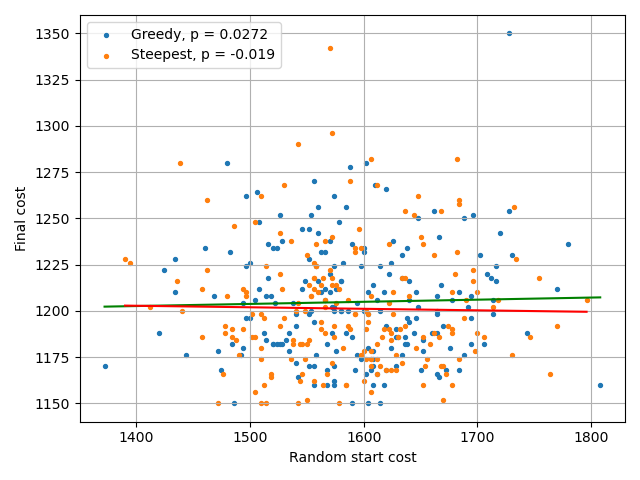 Greedy, p = 0.0272
Steepest, p = -0.019
1350
1325
1300
1275
1250
1225
1200
1175
1150
Final cost
1400 1500 1600 1700 1800
Random start cost